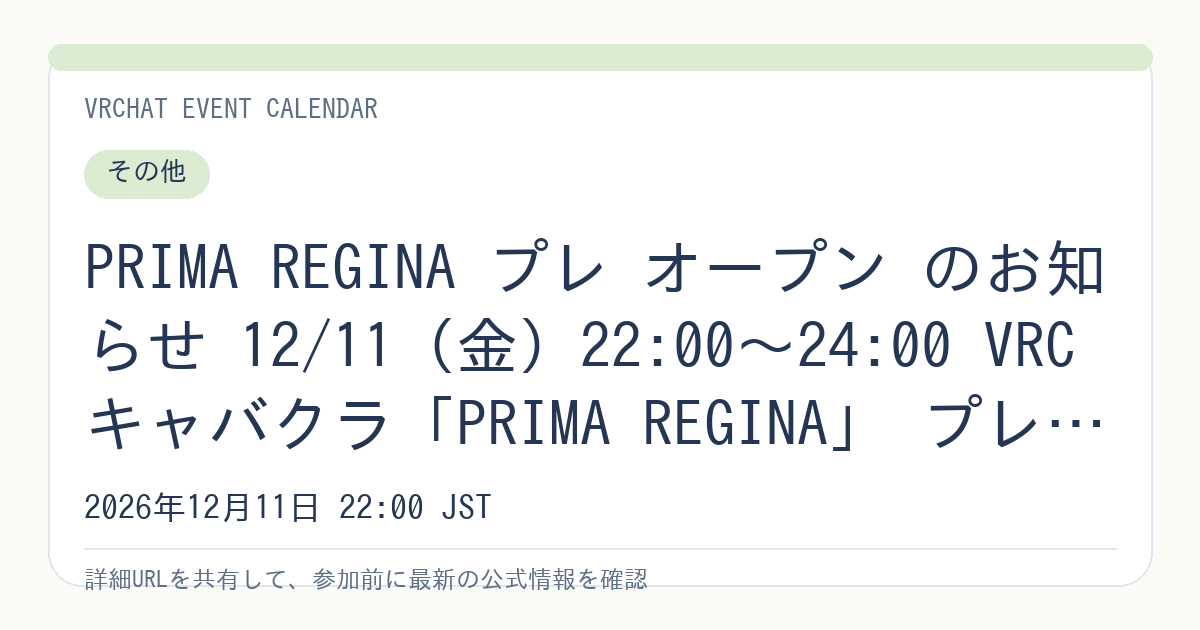 VRCHAT EVENT CALENDAR
その他
PRIMA REGINA プレ オープン のお知
らせ 12/11（金）22:00～24:00 VRC
キャバクラ「PRIMA REGINA」 プレ…
2026年12月11日 22:00 JST
詳細URLを共有して、参加前に最新の公式情報を確認